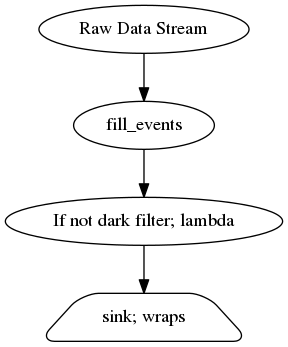 Raw Data Stream
fill_events
If not dark filter; lambda
sink; wraps